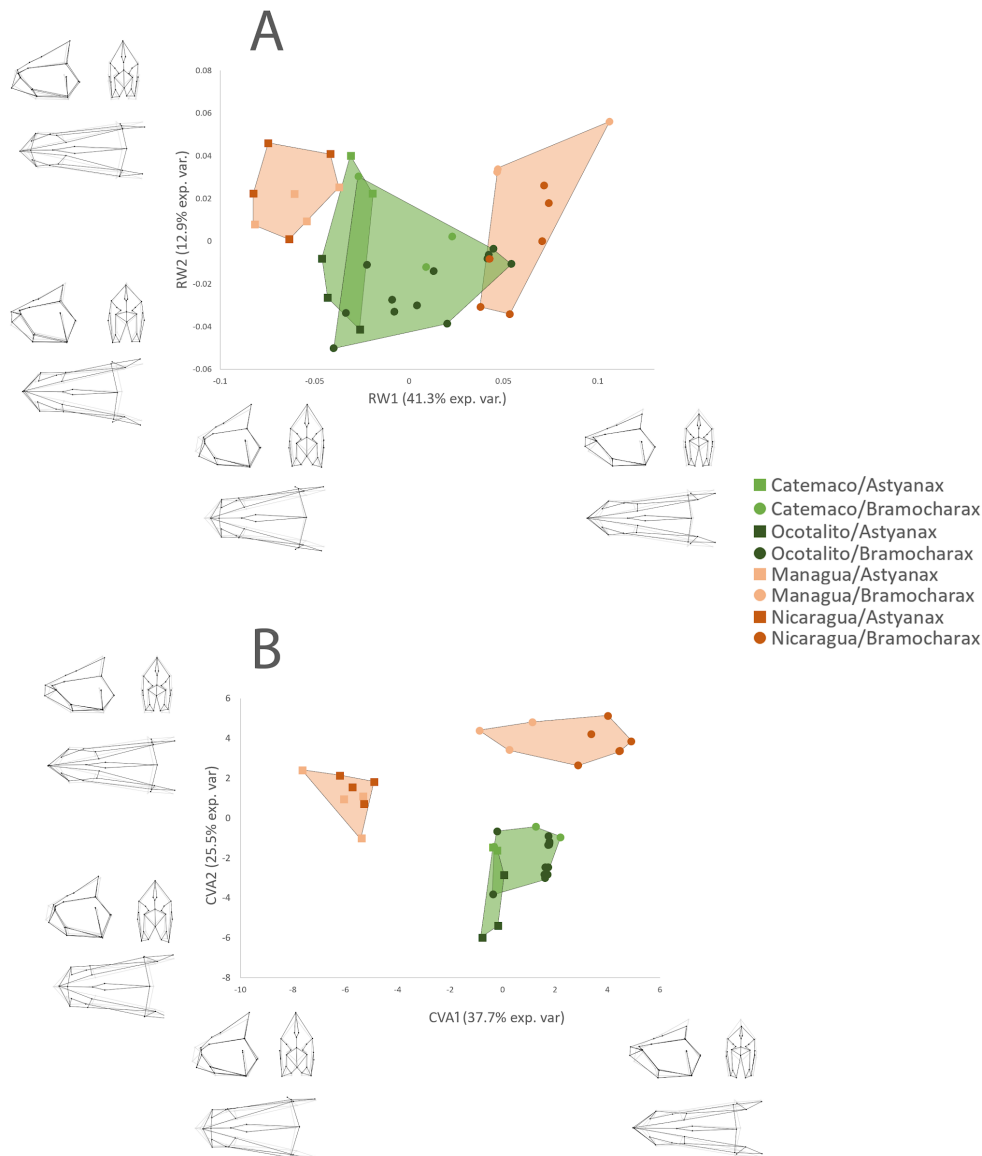 A
0.08
0.06
0.04
0.02
0
-0.02
-0.04
-0.06
RW2 (12.9% exp. var.)
-0.1
-0.05
0
0.05
0.1
RW1 (41.3% exp. var.)
Catemaco/Astyanax
Catemaco/Bramocharax
Ocotalito/Astyanax
Ocotalito/Bramocharax
Managua/Astyanax
Managua/Bramocharax
Nicaragua/Astyanax
Nicaragua/Bramocharax
B
6
4
2
0
-2
-4
-6
-8
CVA2 (25.5% exp. var)
-10
-8
-6
-4
-2
0
2
4
6
CVA1 (37.7% exp. var)